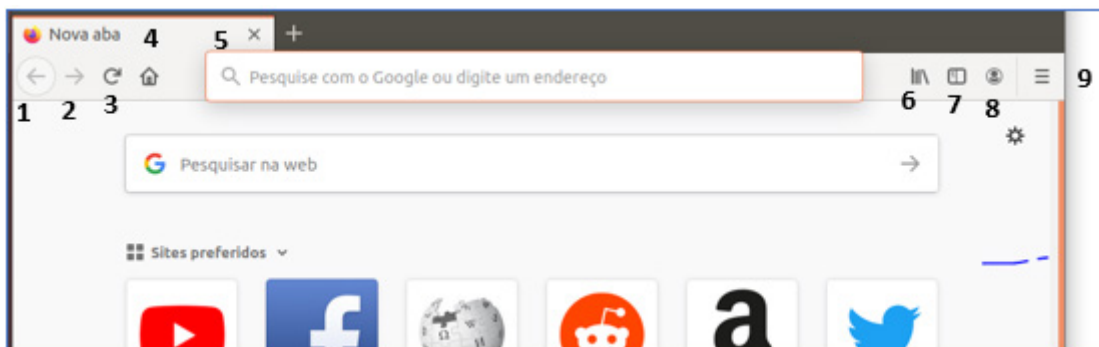 Nova aba 4 5
Pesquise com o Google ou digite um endereço
1 2 3 6 7 8 9
G Pesquisar na web
Sites preferidos
f Ω W И a